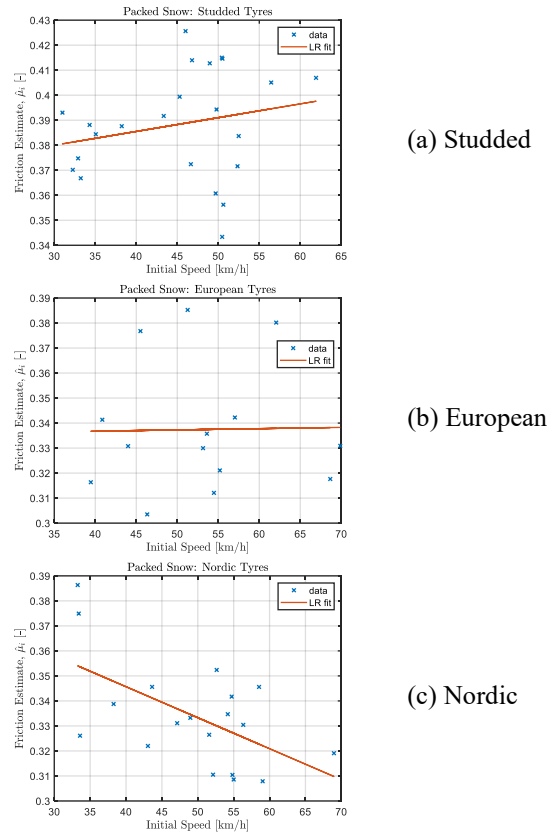 Packed Snow: Studded Tyres
0.43
0.42
0.41
0.4
0.39
0.38
0.37
0.36
0.35
0.34
Friction Estimate, μ̂ᵢ [-]
data
LR fit
30 35 40 45 50 55 60 65
Initial Speed [km/h]
(a) Studded
Packed Snow: European Tyres
0.39
0.38
0.37
0.36
0.35
0.34
0.33
0.32
0.31
0.3
Friction Estimate, μ̂ᵢ [-]
data
LR fit
35 40 45 50 55 60 65 70
Initial Speed [km/h]
(b) European
Packed Snow: Nordic Tyres
0.39
0.38
0.37
0.36
0.35
0.34
0.33
0.32
0.31
0.3
Friction Estimate, μ̂ᵢ [-]
data
LR fit
30 35 40 45 50 55 60 65 70
Initial Speed [km/h]
(c) Nordic